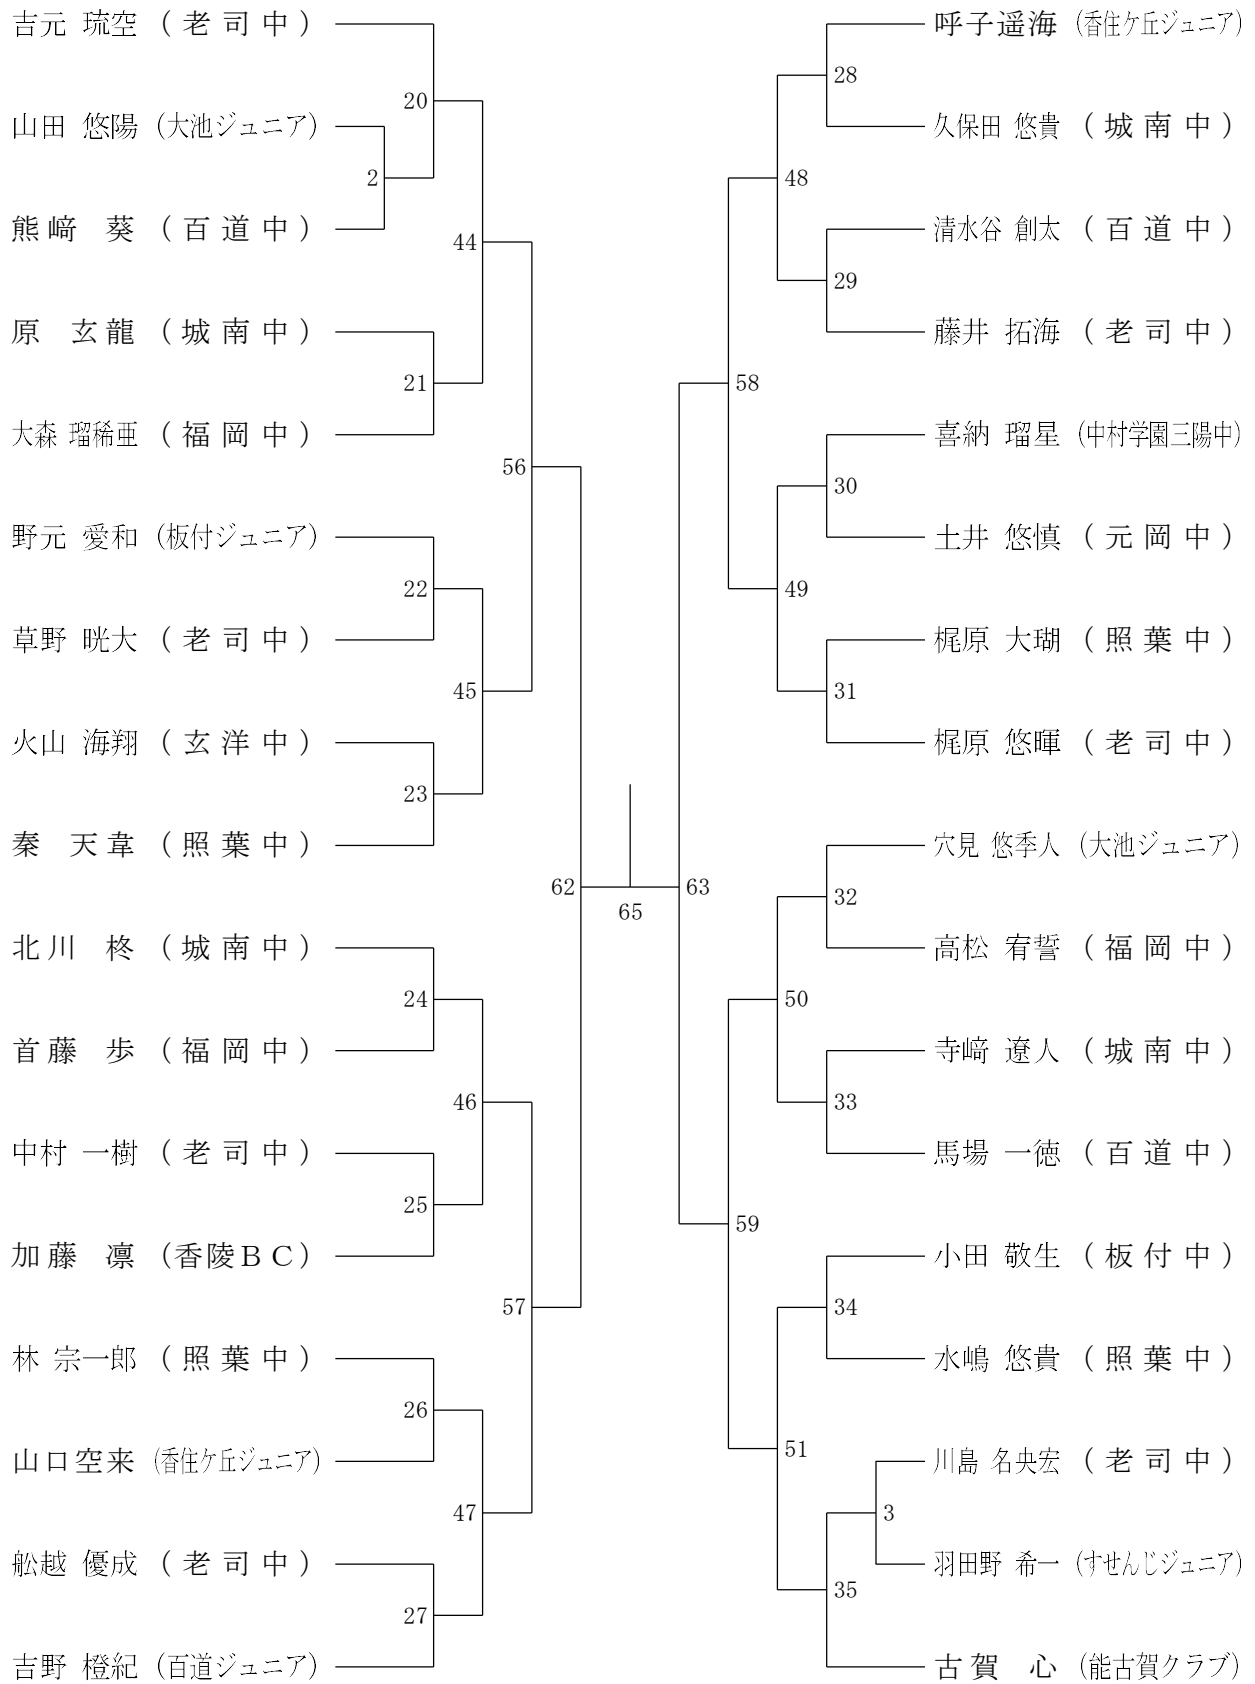 吉元 琉空 (老司中)
20
山田 悠陽 (大池ジュニア)
2
熊﨑 葵 (百道中)
44
原 玄龍 (城南中)
21
大森 瑠稀亜 (福岡中)
56
野元 愛和 (板付ジュニア)
22
草野 晄大 (老司中)
45
火山 海翔 (玄洋中)
23
秦 天韋 (照葉中)
62
北川 柊 (城南中)
24
首藤 歩 (福岡中)
46
中村 一樹 (老司中)
25
加藤 凛 (香陵BC)
57
林 宗一郎 (照葉中)
26
山口空来 (香住ケ丘ジュニア)
47
舩越 優成 (老司中)
27
吉野 橙紀 (百道ジュニア)
65
呼子遥海 (香住ケ丘ジュニア)
28
久保田 悠貴 (城南中)
48
清水谷 創太 (百道中)
29
藤井 拓海 (老司中)
58
喜納 瑠星 (中村学園三陽中)
30
土井 悠慎 (元岡中)
49
梶原 大瑚 (照葉中)
31
梶原 悠暉 (老司中)
63
穴見 悠季人 (大池ジュニア)
32
高松 宥誓 (福岡中)
50
寺﨑 遼人 (城南中)
33
馬場 一徳 (百道中)
59
小田 敬生 (板付中)
34
水嶋 悠貴 (照葉中)
51
川島 名央宏 (老司中)
3
羽田野 希一 (すせんじジュニア)
35
古賀 心 (能古賀クラブ)